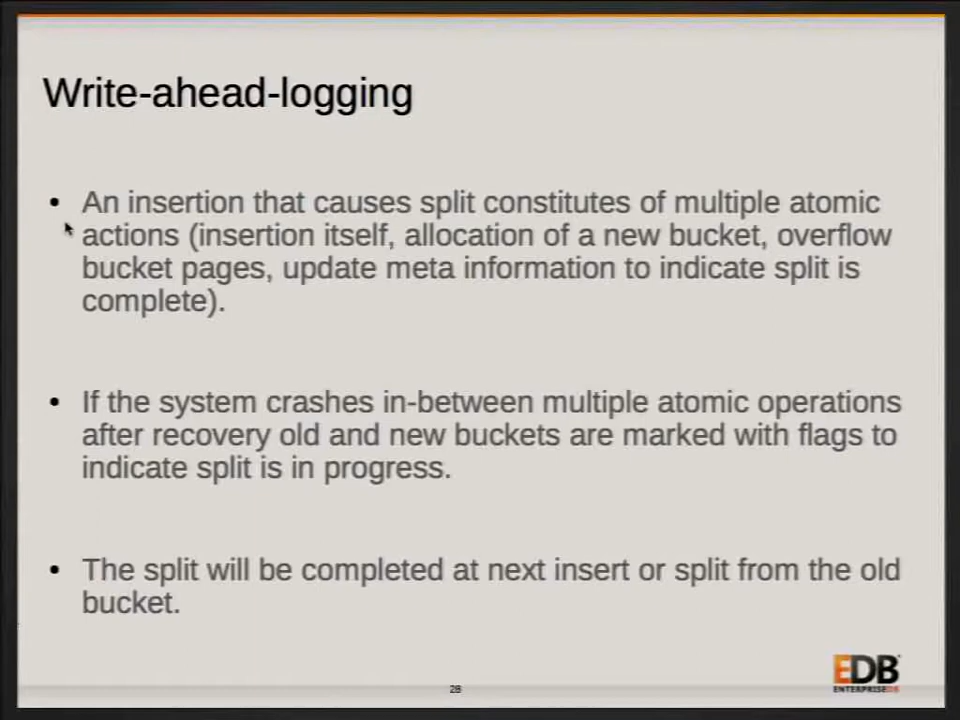 Write-ahead-logging
• An insertion that causes split constitutes of multiple atomic
actions (insertion itself, allocation of a new bucket, overflow
bucket pages, update meta information to indicate split is
complete).
• If the system crashes in-between multiple atomic operations
after recovery old and new buckets are marked with flags to
indicate split is in progress.
• The split will be completed at next insert or split from the old
bucket.
EDB
ENTERPRISEDB
28